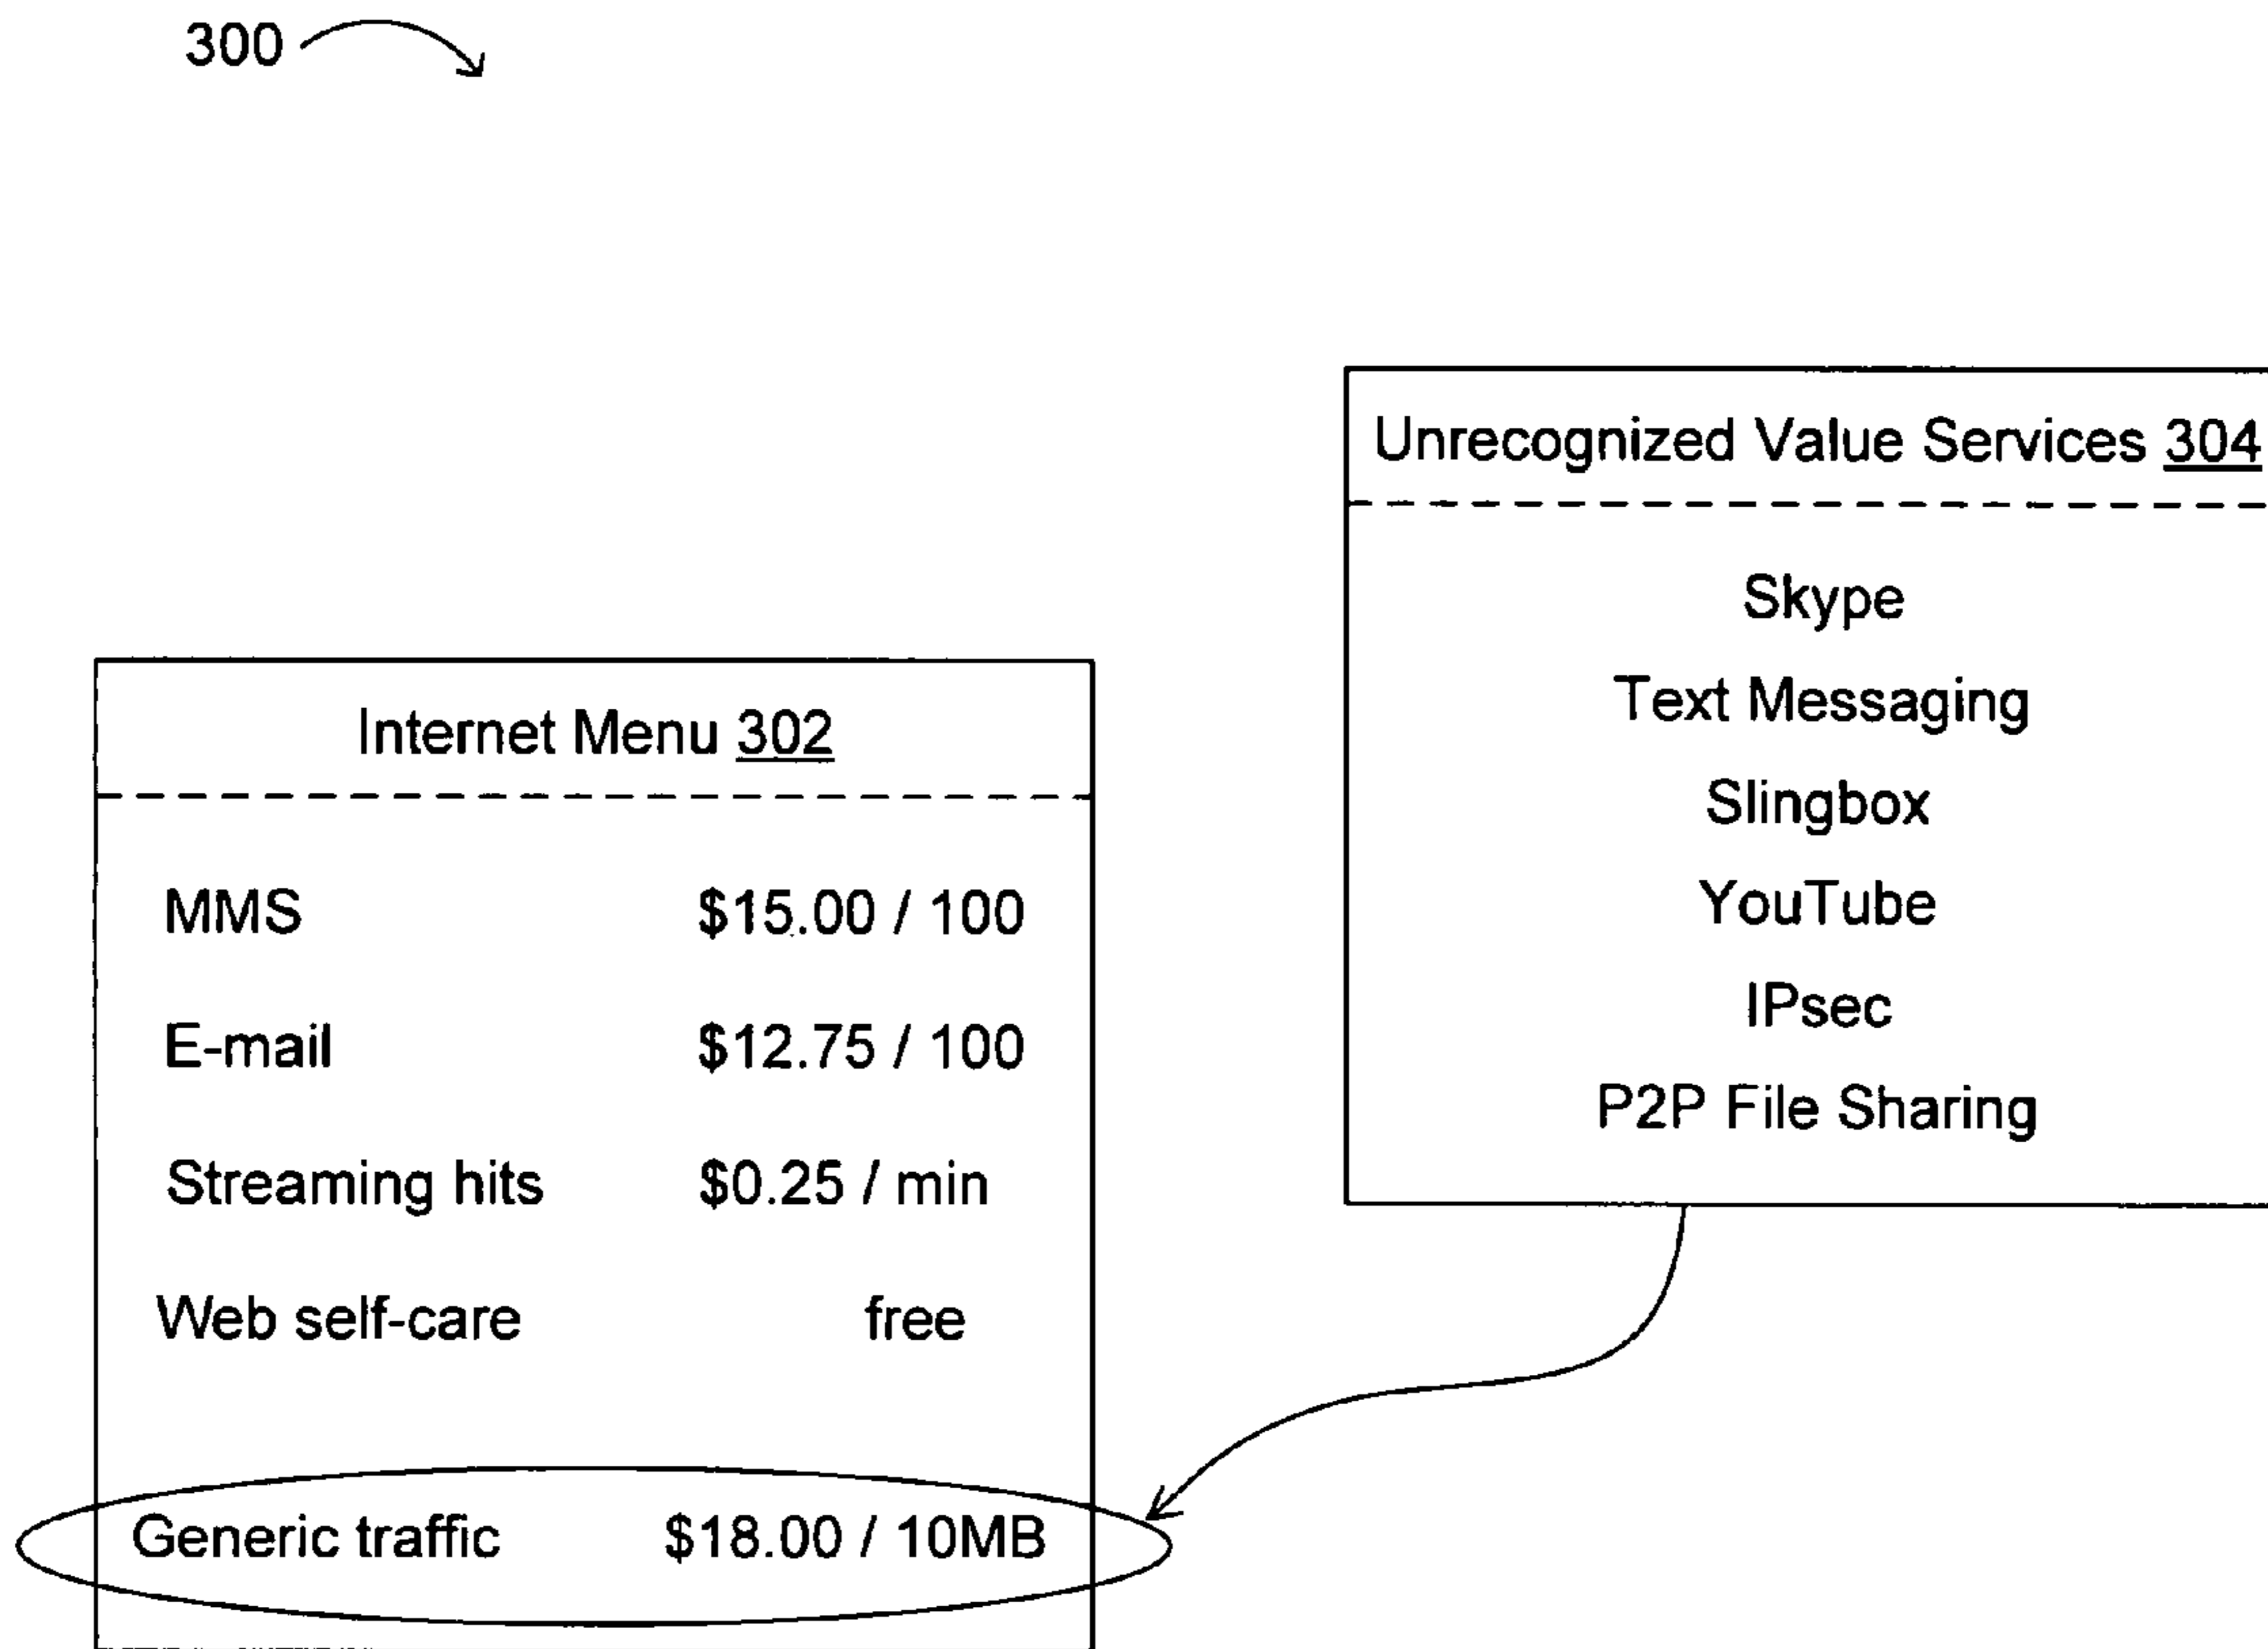 300
Unrecognized Value Services 304
Skype
Text Messaging
Slingbox
YouTube
IPsec
P2P File Sharing
Internet Menu 302
MMS $15.00 / 100
E-mail $12.75 / 100
Streaming hits $0.25 / min
Web self-care free
Generic traffic $18.00 / 10MB